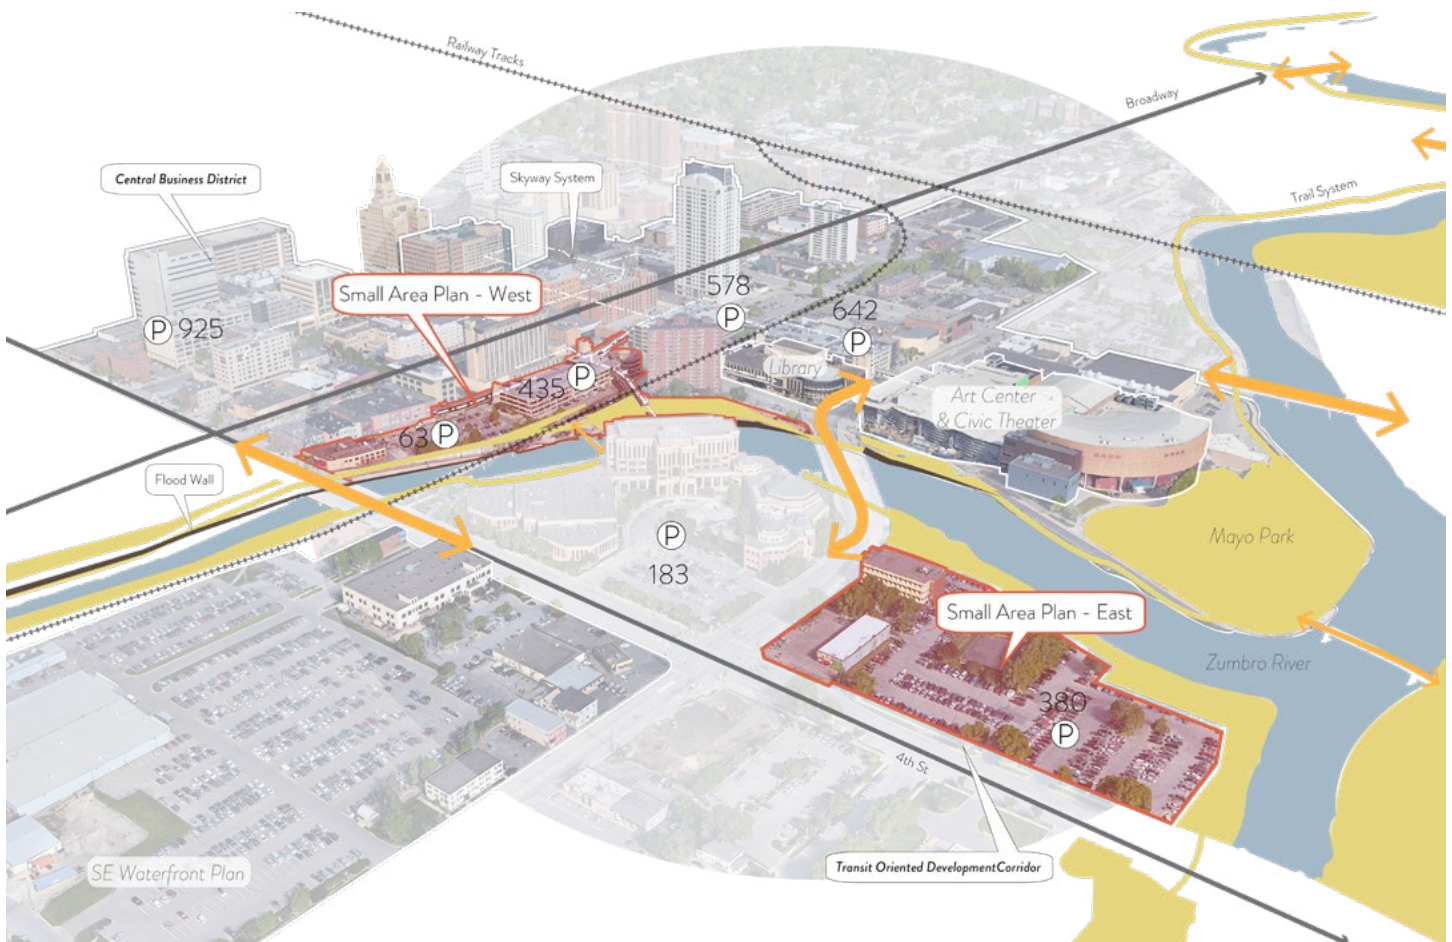 Railway Tracks
Broadway
Central Business District
Skyway System
Trail System
Small Area Plan - West
578
642
P 925
P
P
Library
435 P
Art Center
& Civic Theater
63 P
Flood Wall
P
183
Mayo Park
Small Area Plan - East
Zumbro River
380
P
4th St
SE Waterfront Plan
Transit Oriented DevelopmentCorridor